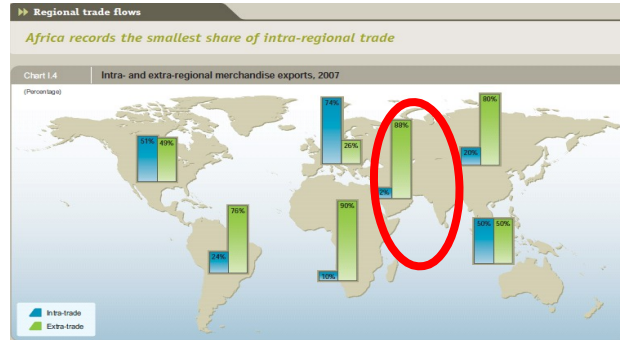 Regional trade flows
Africa records the smallest share of intra-regional trade
Chart I.4 Intra- and extra-regional merchandise exports, 2007
(Percentage)
80%
74%
88%
51% 49%
26%
20%
2%
90%
76%
50% 50%
24%
10%
Intra-trade
Extra-trade